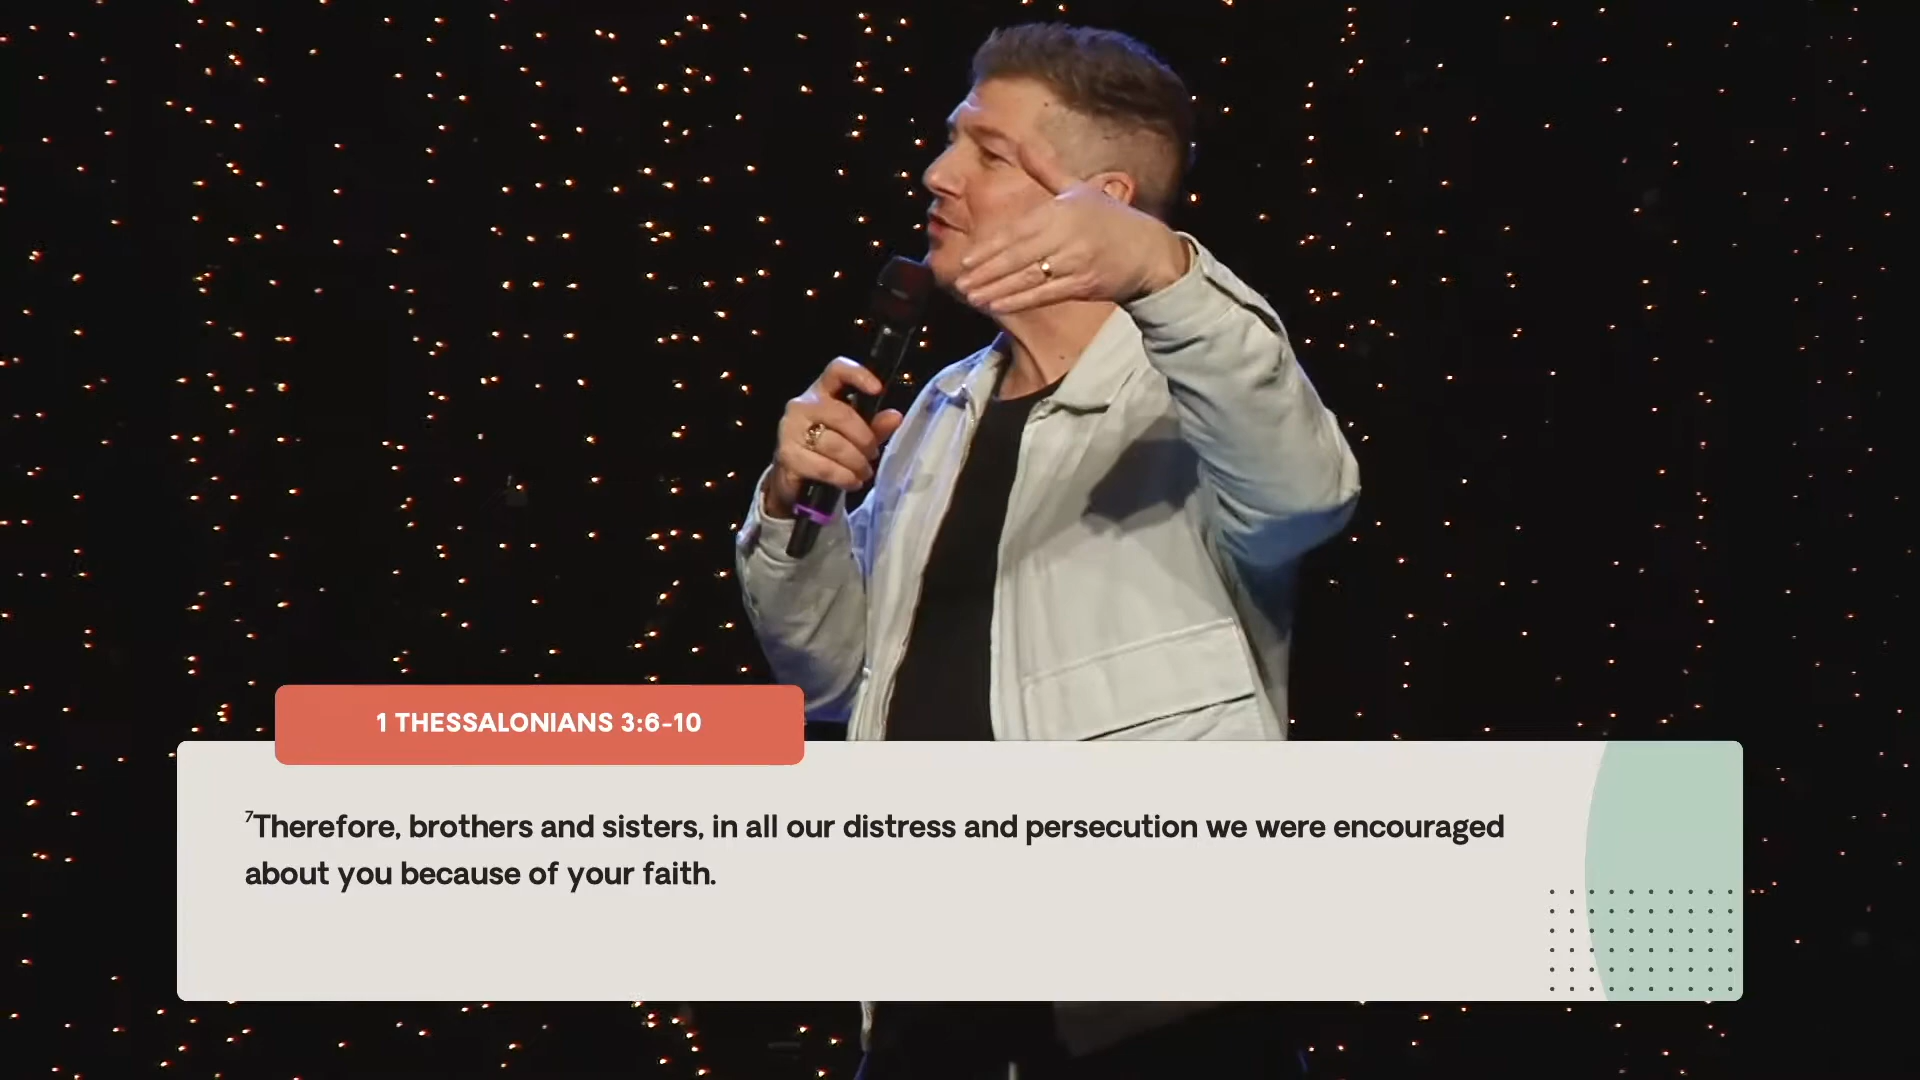 1 THESSALONIANS 3:6-10
⁷Therefore, brothers and sisters, in all our distress and persecution we were encouraged
about you because of your faith.